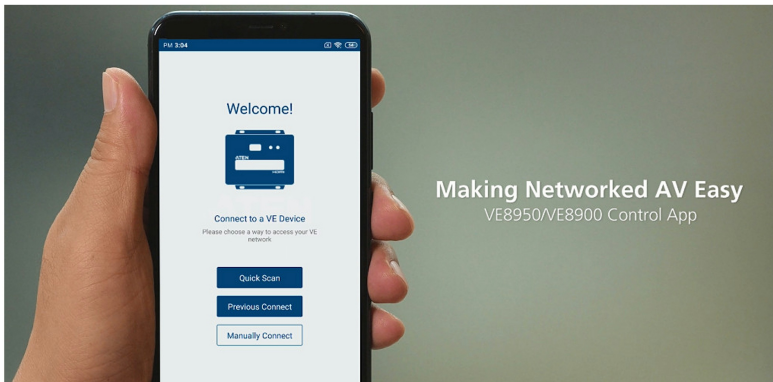 PM 3:04
Welcome!
ATEN
HDMI
Connect to a VE Device
Please choose a way to access your VE
network
Quick Scan
Previous Connect
Manually Connect
Making Networked AV Easy
VE8950/VE8900 Control App